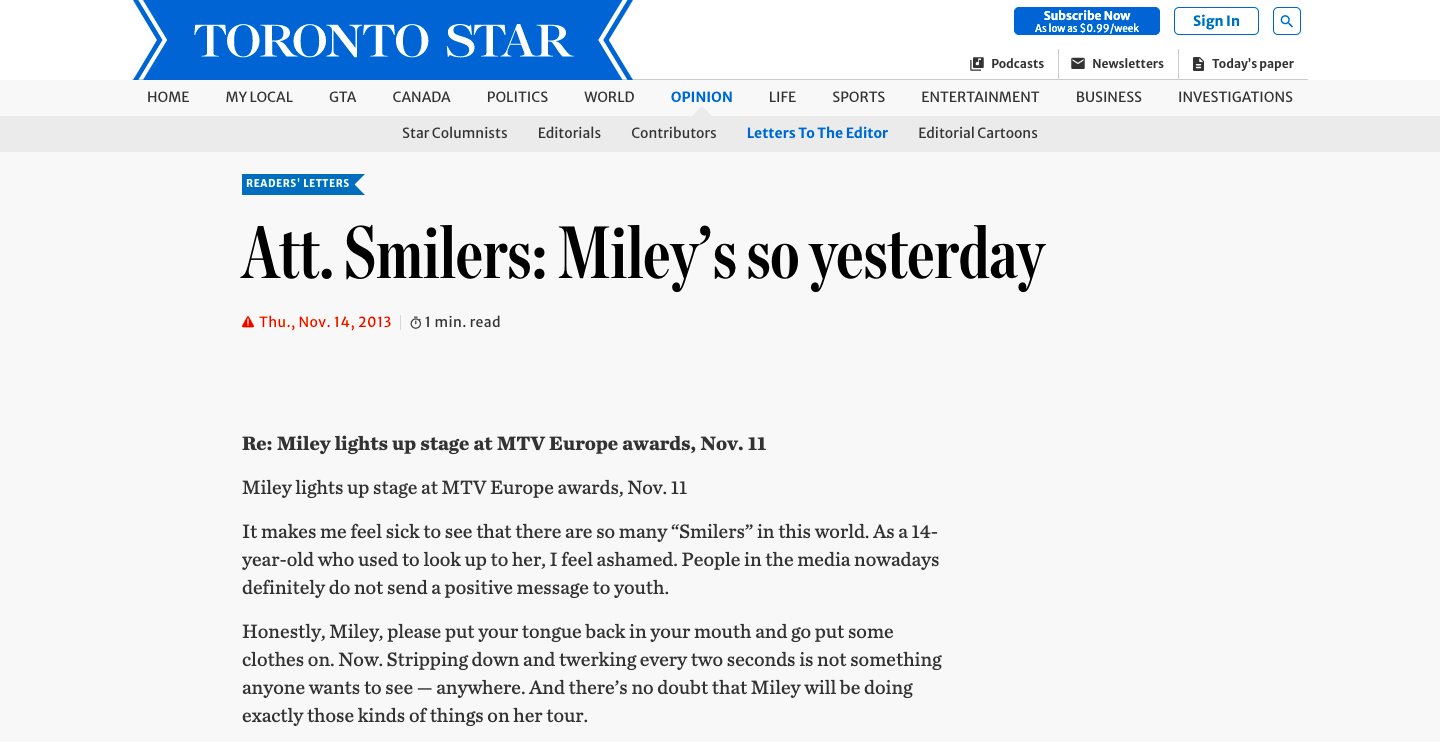 TORONTO STAR
Subscribe Now
As low as $0.99/week
Sign In
Podcasts
Newsletters
Today's paper
HOME MY LOCAL GTA CANADA POLITICS WORLD OPINION LIFE SPORTS ENTERTAINMENT BUSINESS INVESTIGATIONS
Star Columnists Editorials Contributors Letters To The Editor Editorial Cartoons
READERS' LETTERS
Att. Smilers: Miley’s so yesterday
Thu., Nov. 14, 2013 1 min. read
Re: Miley lights up stage at MTV Europe awards, Nov. 11
Miley lights up stage at MTV Europe awards, Nov. 11
It makes me feel sick to see that there are so many “Smilers” in this world. As a 14-
year-old who used to look up to her, I feel ashamed. People in the media nowadays
definitely do not send a positive message to youth.
Honestly, Miley, please put your tongue back in your mouth and go put some
clothes on. Now. Stripping down and twerking every two seconds is not something
anyone wants to see — anywhere. And there’s no doubt that Miley will be doing
exactly those kinds of things on her tour.